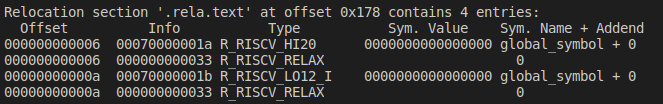 Relocation section '.rela.text' at offset 0x178 contains 4 entries:
Offset Info Type Sym. Value Sym. Name + Addend
000000000006 00070000001a R_RISCV_HI20 0000000000000000 global_symbol + 0
000000000006 000000000033 R_RISCV_RELAX 0
00000000000a 00070000001b R_RISCV_LO12_I 0000000000000000 global_symbol + 0
00000000000a 000000000033 R_RISCV_RELAX 0